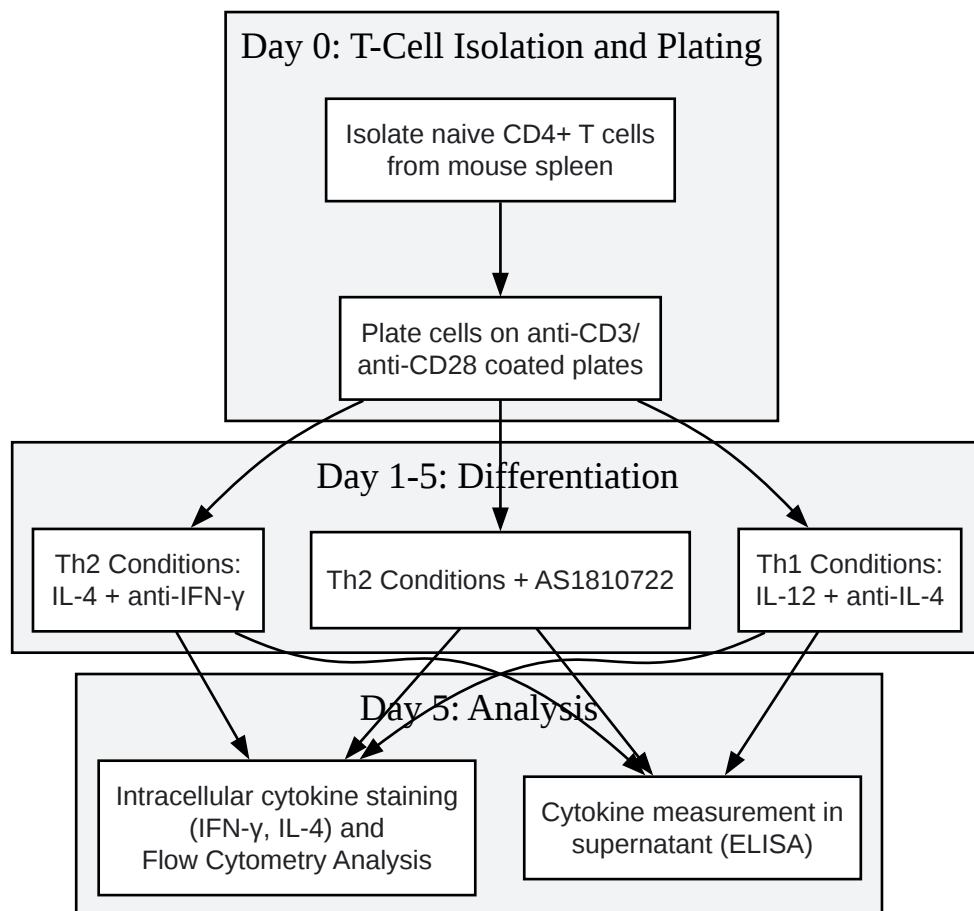 Day 0: T-Cell Isolation and Plating
Isolate naive CD4+ T cells
from mouse spleen
Plate cells on anti-CD3/
anti-CD28 coated plates
Day 1-5: Differentiation
Th2 Conditions:
IL-4 + anti-IFN-γ
Th2 Conditions + AS1810722
Th1 Conditions:
IL-12 + anti-IL-4
Day 5: Analysis
Intracellular cytokine staining
(IFN-γ, IL-4) and
Flow Cytometry Analysis
Cytokine measurement in
supernatant (ELISA)